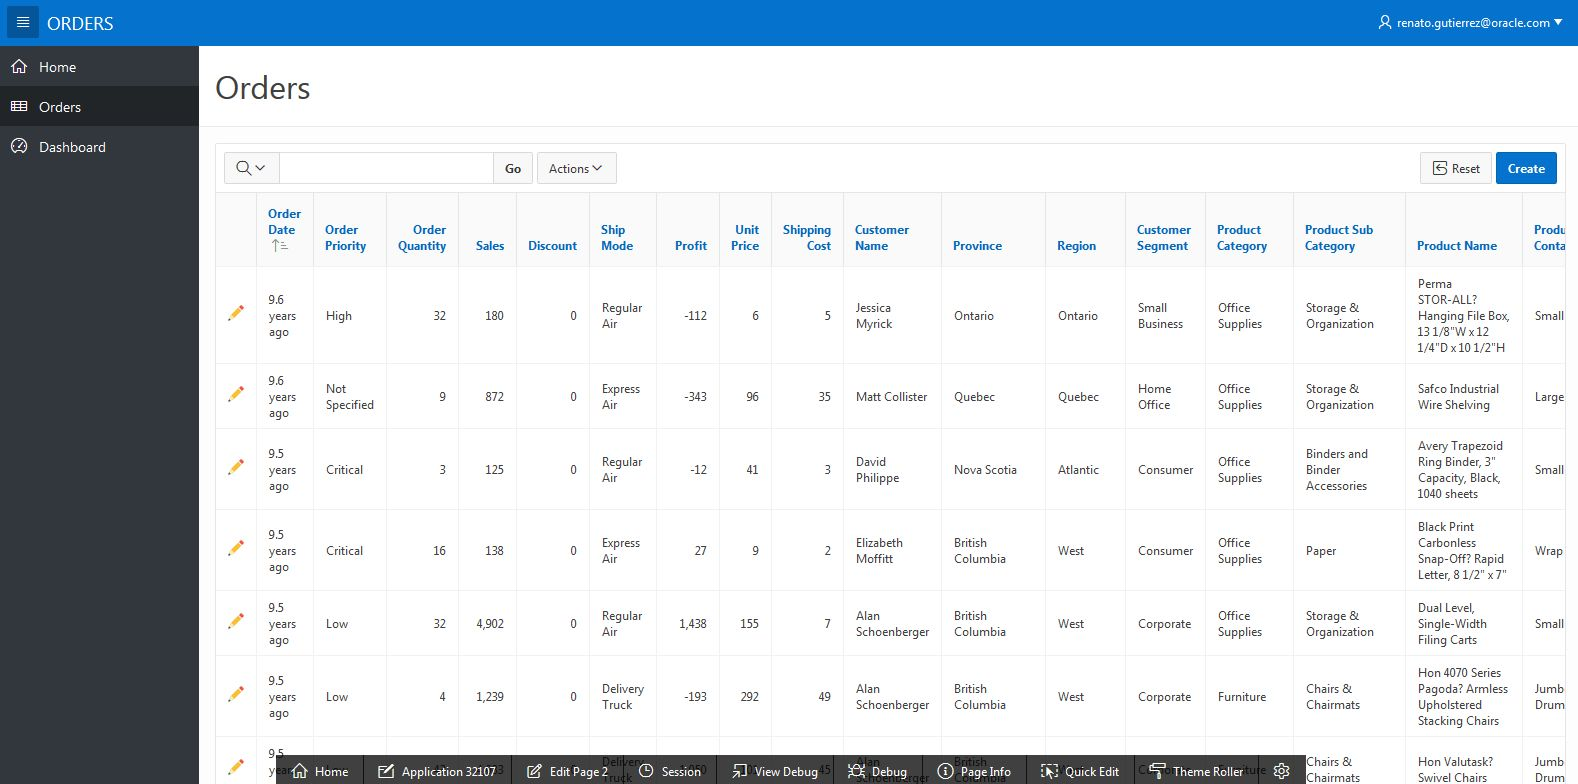 ORDERS
renato.gutierrez@oracle.com
Home
Orders
Dashboard
Orders
Go
Actions
Reset
Create
Order Date
Order Priority
Order Quantity
Sales
Discount
Ship Mode
Profit
Unit Price
Shipping Cost
Customer Name
Province
Region
Customer Segment
Product Category
Product Sub Category
Product Name
Produ
Conta
9.6 years ago High 32 180 0 Regular Air -112 6 5 Jessica Myrick Ontario Ontario Small Business Office Supplies Storage & Organization Perma STOR-ALL? Hanging File Box, 13 1/8"W x 12 1/4"D x 10 1/2"H Small
9.6 years ago Not Specified 9 872 0 Express Air -343 96 35 Matt Collister Quebec Quebec Home Office Office Supplies Storage & Organization Safco Industrial Wire Shelving Large
9.5 years ago Critical 3 125 0 Regular Air -12 41 3 David Philippe Nova Scotia Atlantic Consumer Office Supplies Binders and Binder Accessories Avery Trapezoid Ring Binder, 3" Capacity, Black, 1040 sheets Small
9.5 years ago Critical 16 138 0 Express Air 27 9 2 Elizabeth Moffitt British Columbia West Consumer Office Supplies Paper Black Print Carbonless Snap-Off? Rapid Letter, 8 1/2" x 7" Wrap
9.5 years ago Low 32 4,902 0 Regular Air 1,438 155 7 Alan Schoenberger British Columbia West Corporate Office Supplies Storage & Organization Dual Level, Single-Width Filing Carts Small
9.5 years ago Low 4 1,239 0 Delivery Truck -193 292 49 Alan Schoenberger British Columbia West Corporate Furniture Chairs & Chairmats Hon 4070 Series Pagoda? Armless Upholstered Stacking Chairs Jumb Drum
9.5 Delivery British Chairs & Chairmats Hon Valutask? Swivel Chairs Jumb Drum
Home
Application 32107
Edit Page 2
Session
View Debug
Debug
Page Info
Quick Edit
Theme Roller